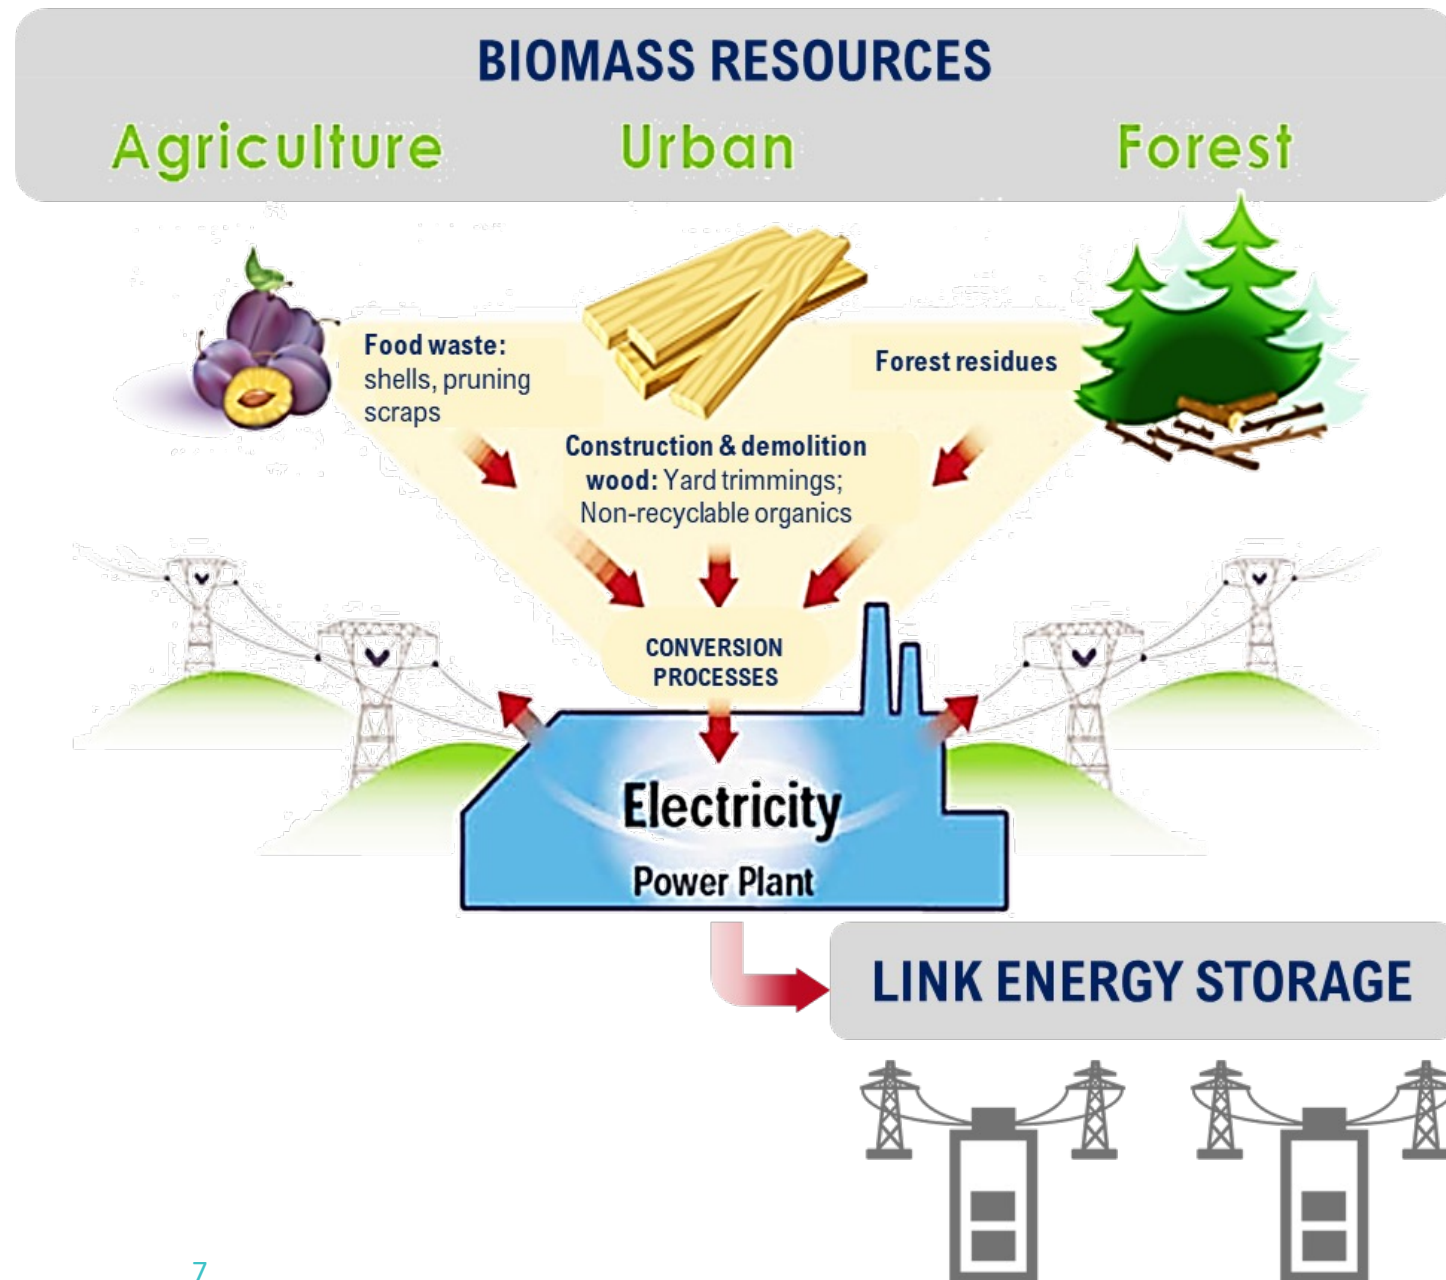 BIOMASS RESOURCES
Agriculture
Urban
Forest
Food waste:
shells, pruning
scraps
Construction & demolition
wood: Yard trimmings;
Non-recyclable organics
Forest residues
CONVERSION
PROCESSES
Electricity
Power Plant
LINK ENERGY STORAGE
7